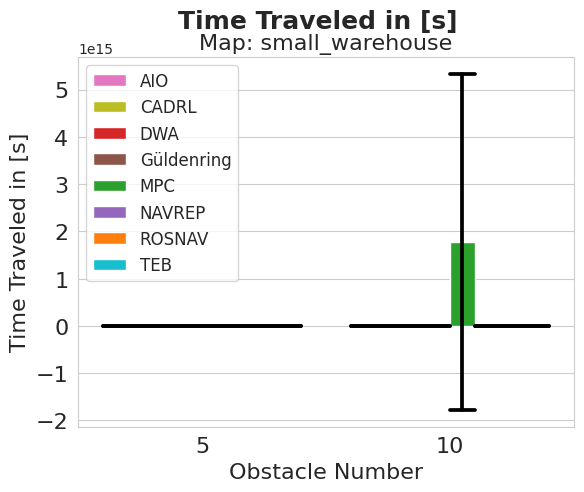 Time Traveled in [s]
Map: small_warehouse
1e15
AIO
CADRL
DWA
Güldenring
MPC
NAVREP
ROSNAV
TEB
5
4
3
2
1
0
−1
−2
Time Traveled in [s]
5
10
Obstacle Number